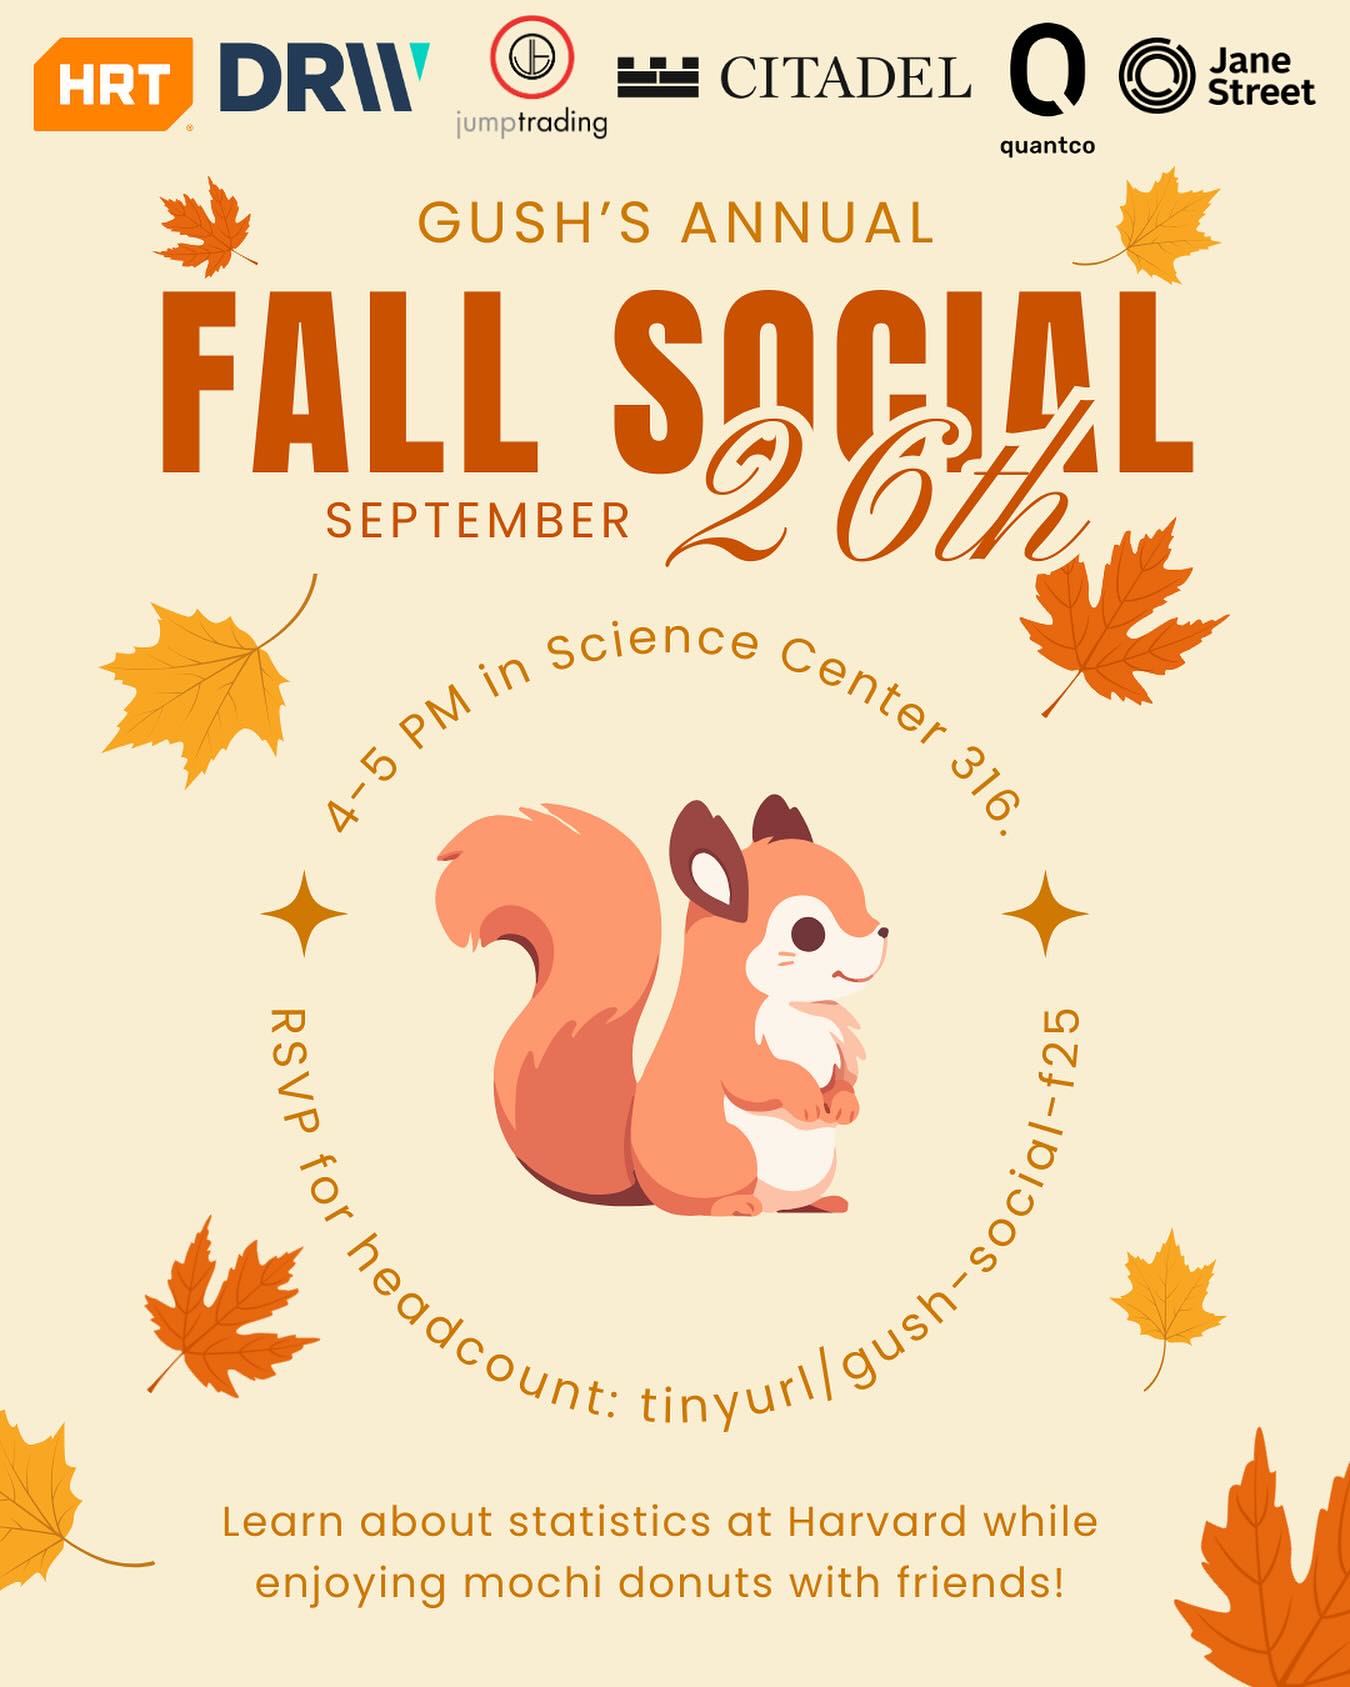 HRT
DRW
jumptrading
CITADEL
quantco
Jane
Street
GUSH'S ANNUAL
FALL SOCIAL
SEPTEMBER 26th
4-5 PM in Science Center 316.
RSVP for headcount: tinyurl/gush-social-f25
Learn about statistics at Harvard while
enjoying mochi donuts with friends!